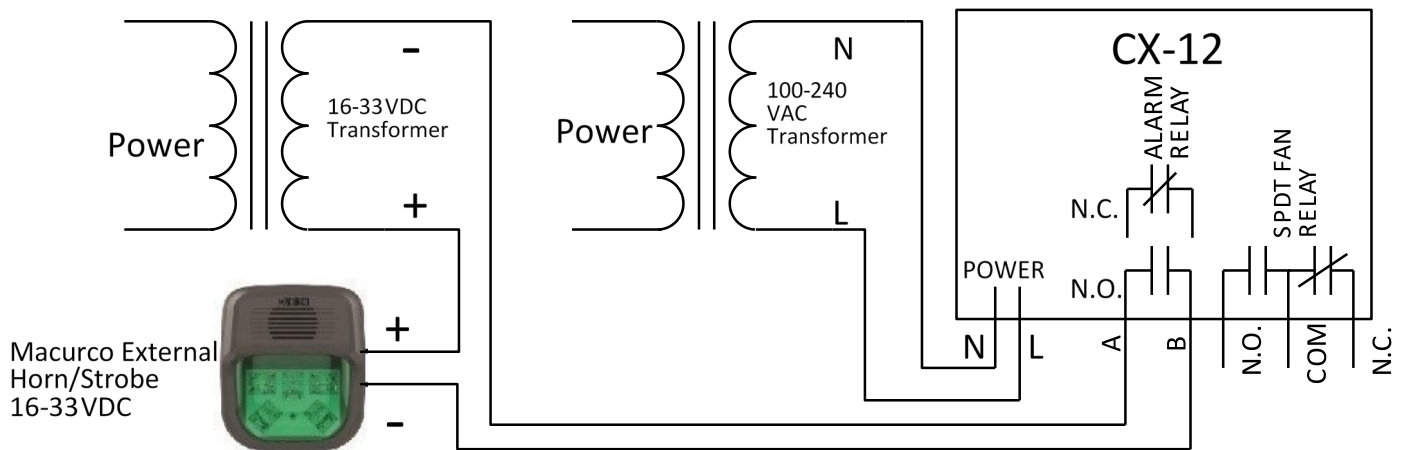 CX-12
-
N
100-240
VAC
Transformer
16-33VDC
Transformer
Power
Power
ALARM
RELAY
SPDT FAN
RELAY
+
L
N.C.
POWER
N.O.
+
N
L
A
B
N.O.
COM
N.C.
Macurco External
Horn/Strobe
16-33VDC
-